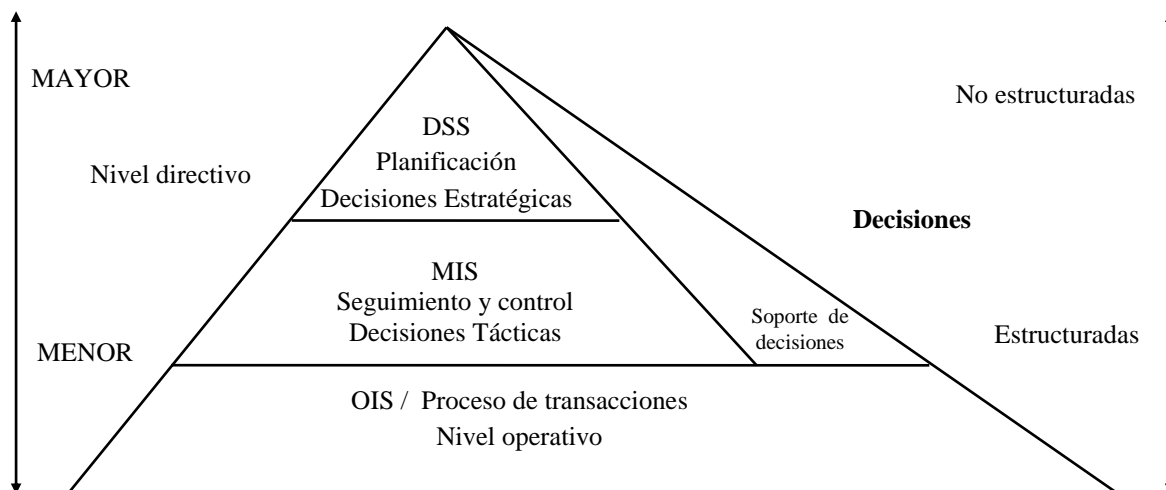 MAYOR
No estructuradas
DSS
Planificación
Nivel directivo
Decisiones Estratégicas
Decisiones
MIS
Seguimiento y control
Decisiones Tácticas
Soporte de
decisiones
Estructuradas
MENOR
OIS / Proceso de transacciones
Nivel operativo